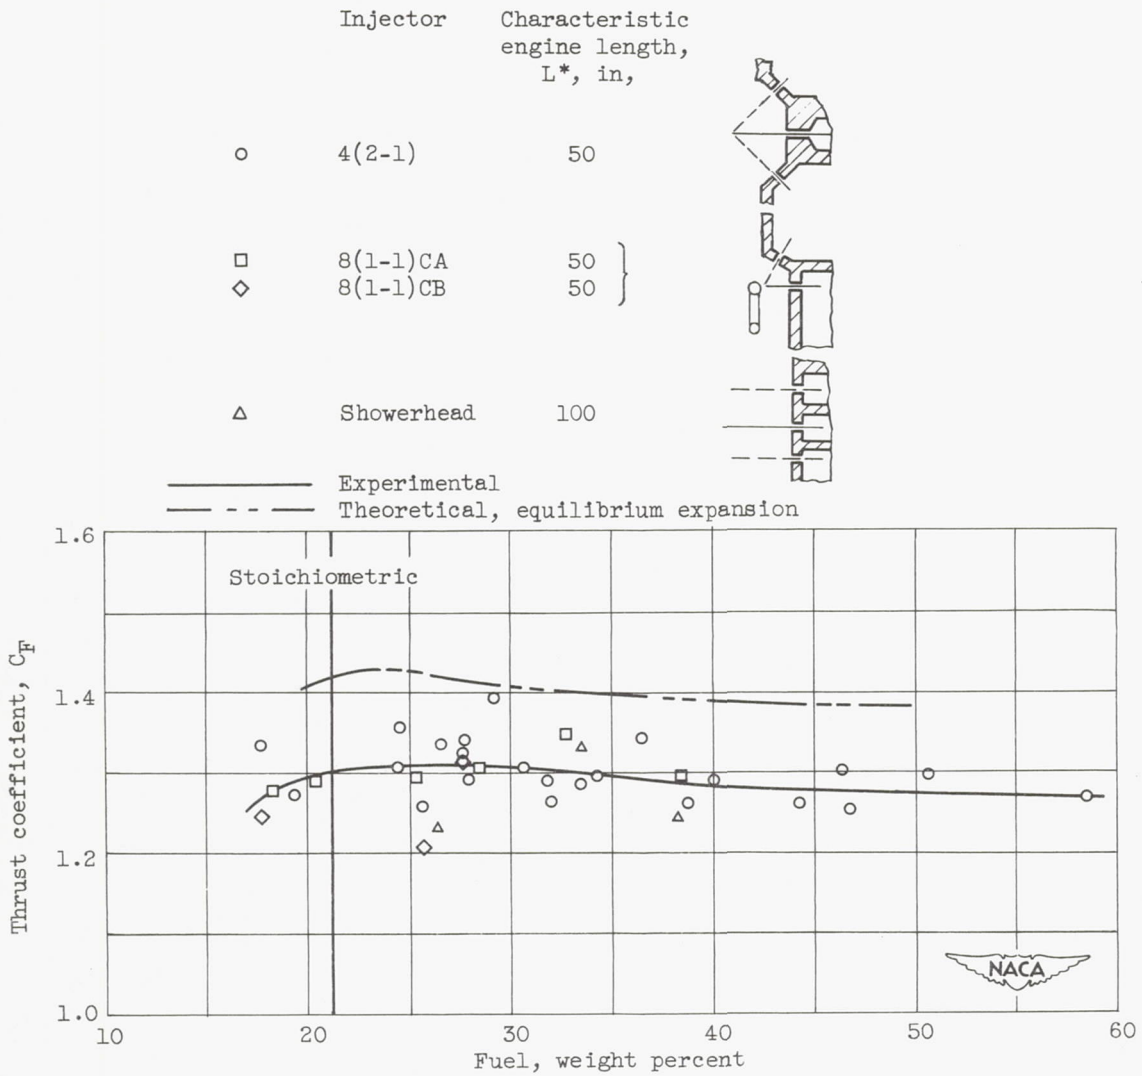 Injector Characteristic
engine length,
L*, in,
4(2-1) 50
8(1-1)CA 50
8(1-1)CB 50
Showerhead 100
Experimental
Theoretical, equilibrium expansion
Stoichiometric
Thrust coefficient, C_F
1.6
1.4
1.2
1.0
NACA
10 20 30 40 50 60
Fuel, weight percent